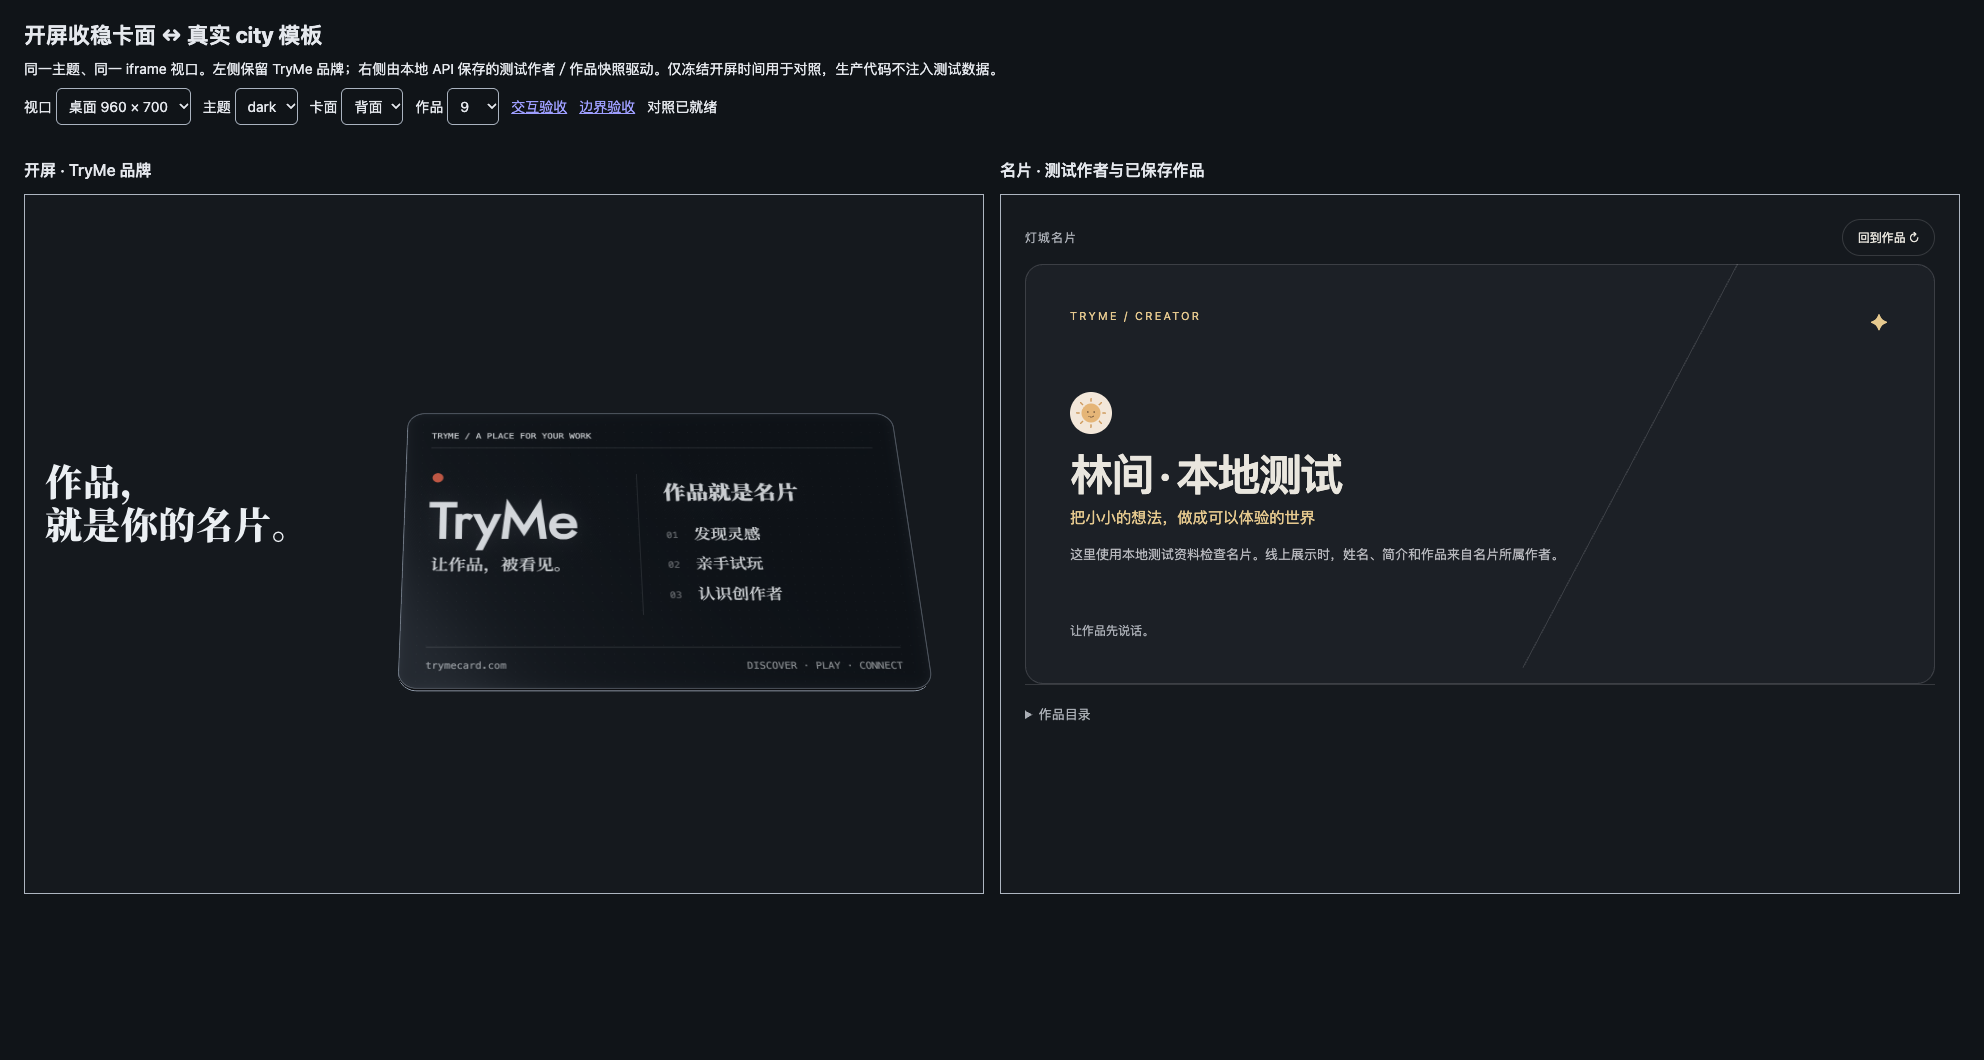 开屏收稳卡面 ↔ 真实 city 模板
同一主题、同一 iframe 视口。左侧保留 TryMe 品牌；右侧由本地 API 保存的测试作者 / 作品快照驱动。仅冻结开屏时间用于对照，生产代码不注入测试数据。
视口 桌面 960 × 700 主题 dark 卡面 背面 作品 9 交互验收 边界验收 对照已就绪
开屏 · TryMe 品牌
作品，
就是你的名片。
TRYME / A PLACE FOR YOUR WORK
TryMe
让作品，被看见。
作品就是名片
01 发现灵感
02 亲手试玩
03 认识创作者
trymecard.com
DISCOVER · PLAY · CONNECT
名片 · 测试作者与已保存作品
灯城名片
回到作品 ↻
TRYME / CREATOR
林间·本地测试
把小小的想法，做成可以体验的世界
这里使用本地测试资料检查名片。线上展示时，姓名、简介和作品来自名片所属作者。
让作品先说话。
▶ 作品目录